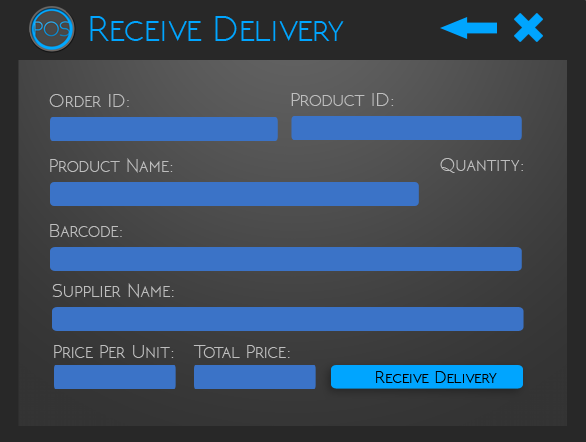 POS
Receive Delivery
Order ID:
Product ID:
Product Name:
Quantity:
Barcode:
Supplier Name:
Price Per Unit:
Total Price:
Receive Delivery